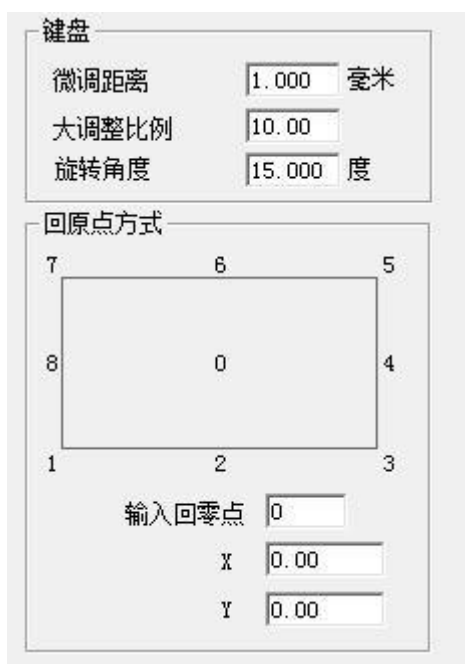 键盘
微调距离 1.000 毫米
大调整比例 10.00
旋转角度 15.000 度
回原点方式
7 6 5
8 0 4
1 2 3
输入回零点 0
X 0.00
Y 0.00